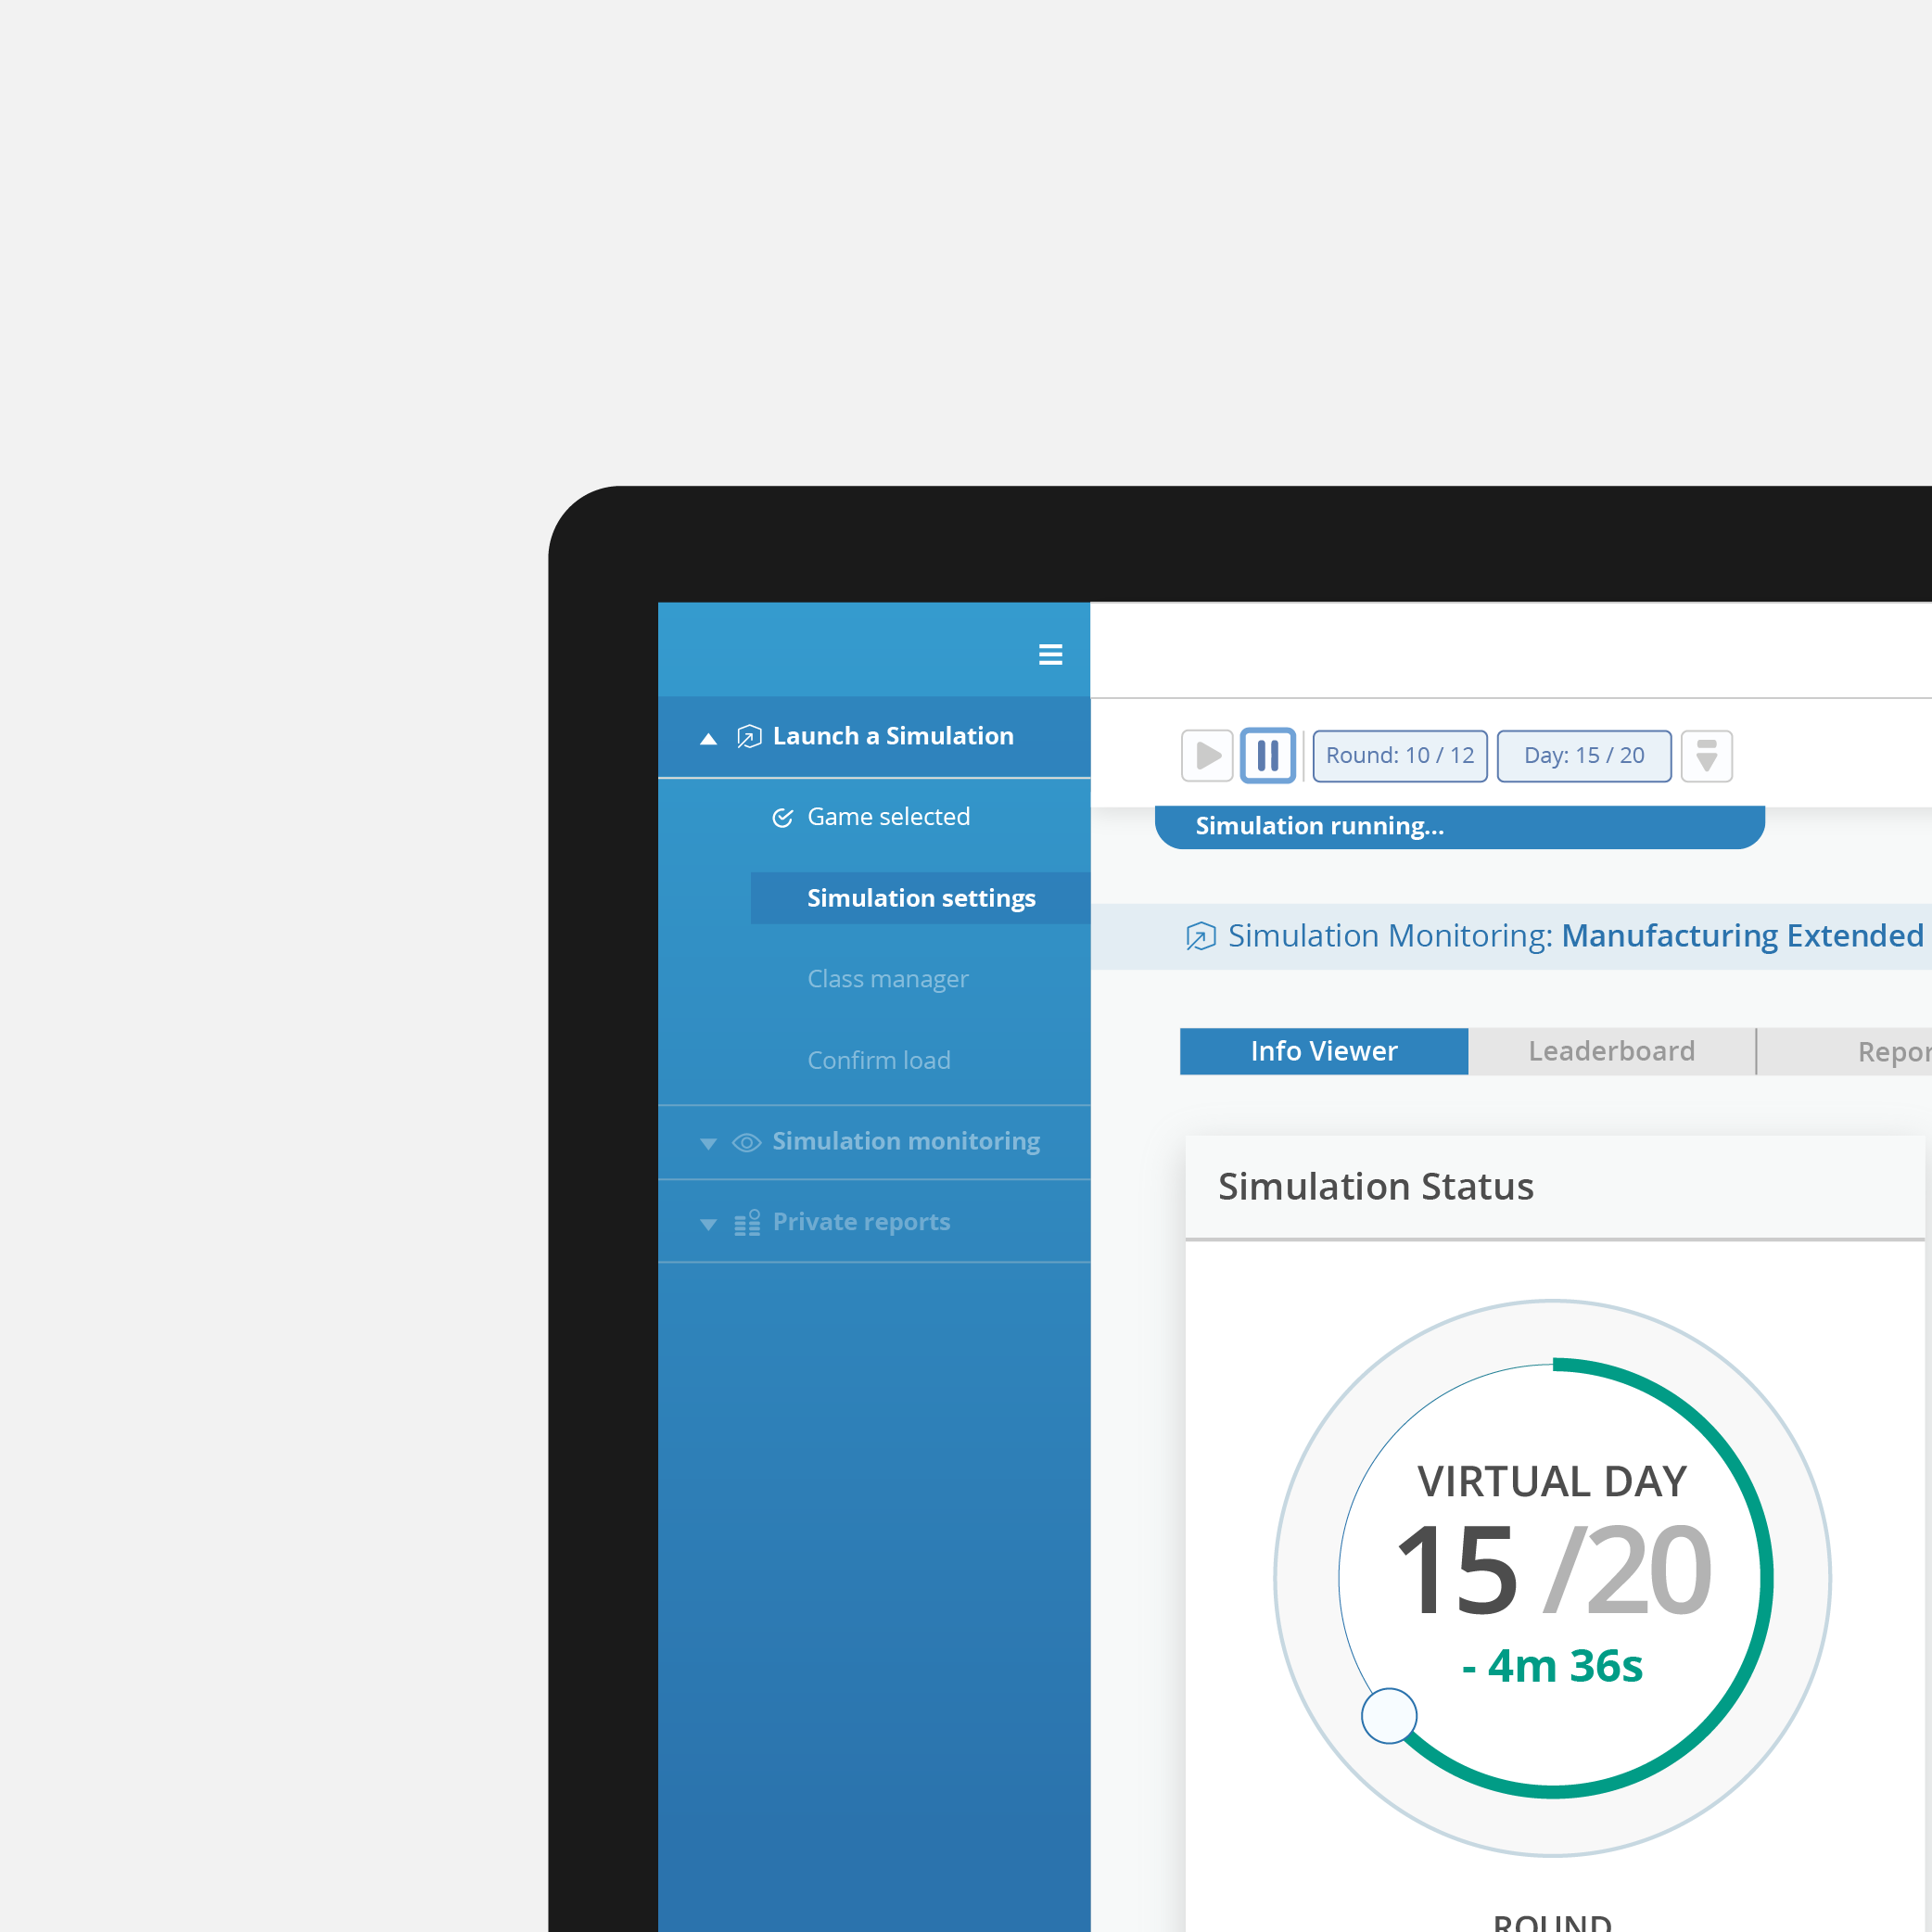 Launch a Simulation
Game selected
Simulation settings
Class manager
Confirm load
Simulation monitoring
Private reports
Round: 10 / 12
Day: 15 / 20
Simulation running...
Simulation Monitoring: Manufacturing Extended
Info Viewer
Leaderboard
Repor
Simulation Status
VIRTUAL DAY
15 /20
- 4m 36s
ROUND